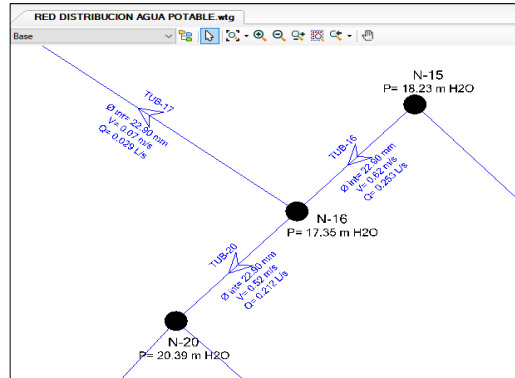 RED DISTRIBUCION AGUA POTABLE.wtg
Base
N-15
P= 18.23 m H2O
TUB-17
Ø int= 22.90 mm
V= 0.07 m/s
Q= 0.029 L/s
TUB-16
Ø int= 22.90 mm
V= 0.62 m/s
Q= 0.253 L/s
N-16
P= 17.35 m H2O
TUB-20
Ø int= 22.90 mm
V= 0.52 m/s
Q= 0.212 L/s
N-20
P= 20.39 m H2O